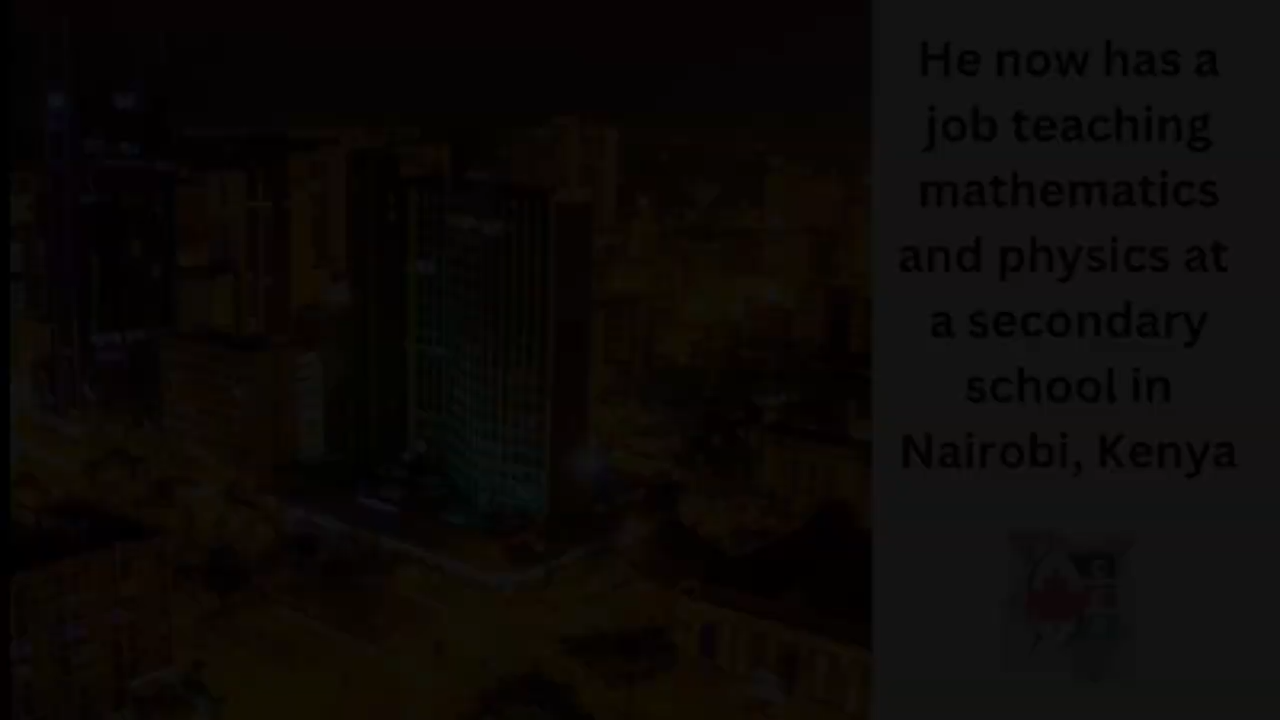 He now has a
job teaching
mathematics
and physics at
a secondary
school in
Nairobi, Kenya